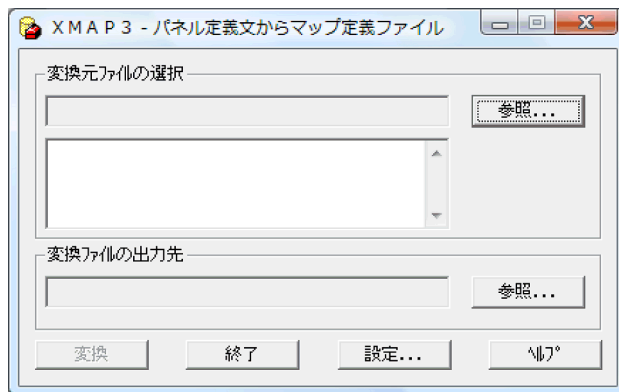 XMAP3 - パネル定義文からマップ定義ファイル
変換元ﾌｧｲﾙの選択
参照...
変換ﾌｧｲﾙの出力先
参照...
変換
終了
設定...
ﾍﾙﾌﾟ